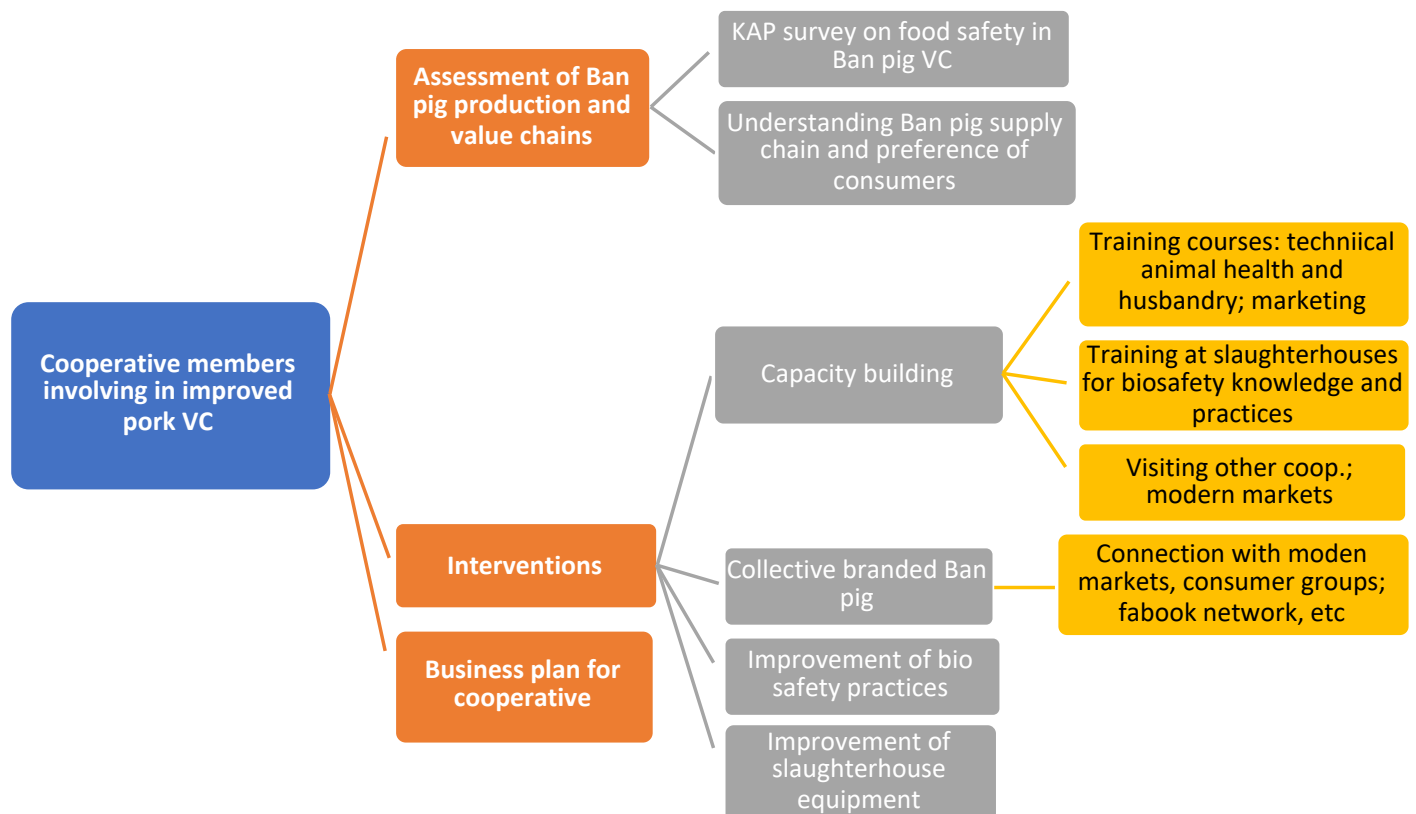 KAP survey on food safety in
Ban pig VC
Assessment of Ban
pig production and
value chains
Understanding Ban pig supply
chain and preference of
consumers
Training courses: techniical
animal health and
husbandry; marketing
Cooperative members
involving in improved
pork VC
Capacity building
Training at slaughterhouses
for biosafety knowledge and
practices
Visiting other coop.;
modern markets
Interventions
Collective branded Ban
pig
Connection with moden
markets, consumer groups;
fabook network, etc
Business plan for
cooperative
Improvement of bio
safety practices
Improvement of
slaughterhouse
equipment